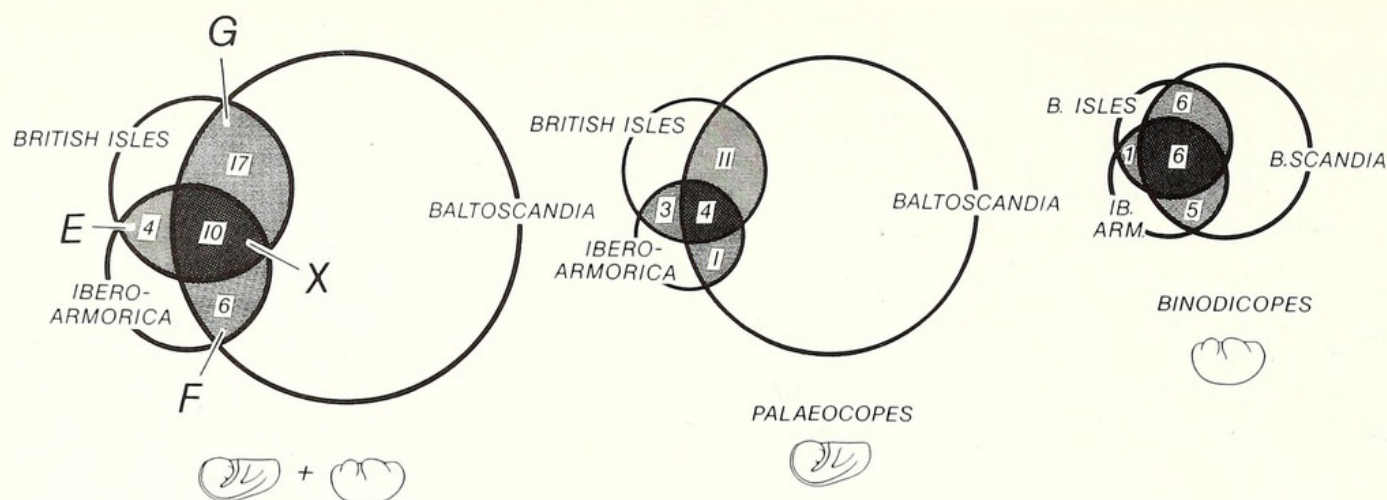 G
BRITISH ISLES
17
BALTOSCANDIA
E
4
10
X
IBERO-
ARMORICA
6
F
+
BRITISH ISLES
11
BALTOSCANDIA
3
4
IBERO-
ARMORICA
1
PALAEOCOPES
B. ISLES
6
B.SCANDIA
1
6
IB.
ARM.
5
BINODICOPES